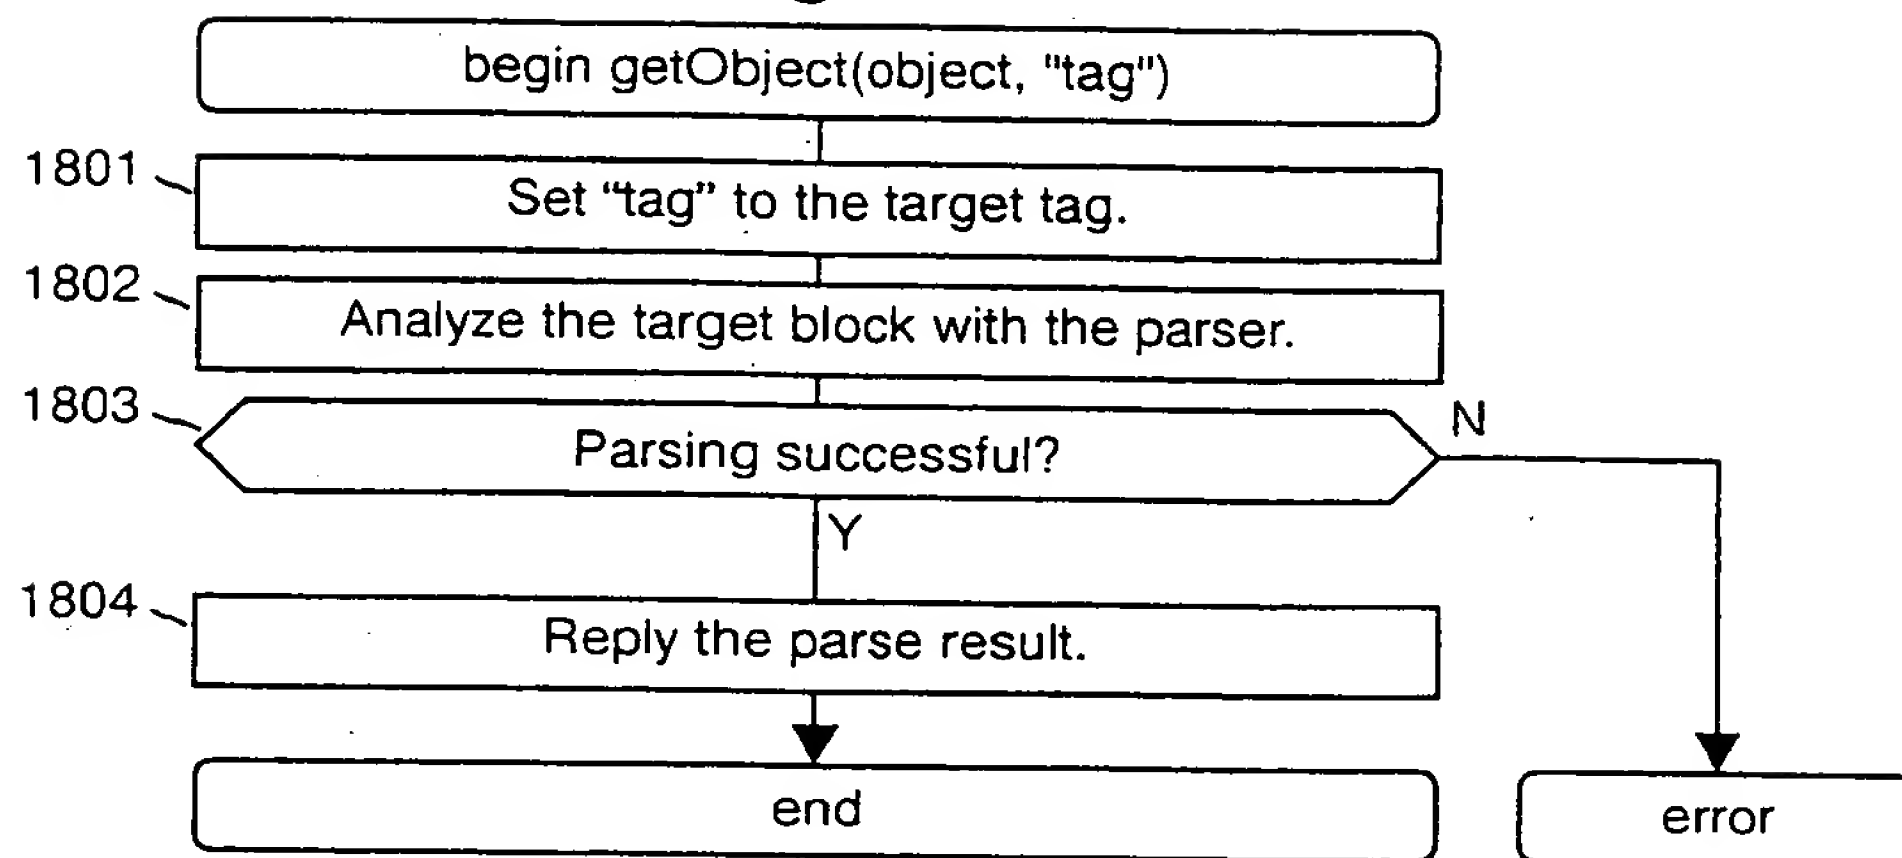 begin getObject(object, "tag")
1801
Set “tag” to the target tag.
1802
Analyze the target block with the parser.
1803
Parsing successful?
N
Y
1804
Reply the parse result.
end
error